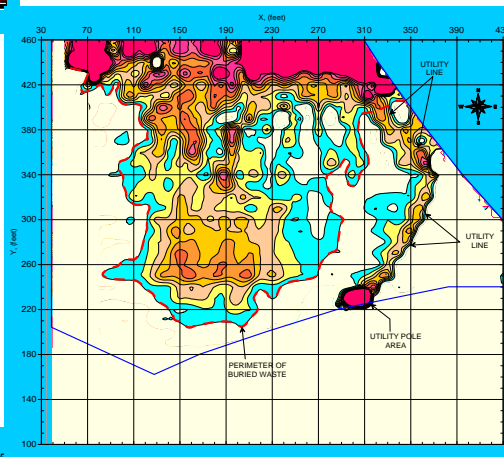 X, (feet)
30 70 110 150 190 230 270 310 350 390 43
460
420
380
340
300
260
220
180
140
100
Y, (feet)
UTILITY
LINE
N
W E
S
UTILITY
LINE
UTILITY POLE
AREA
PERIMETER OF
BURIED WASTE